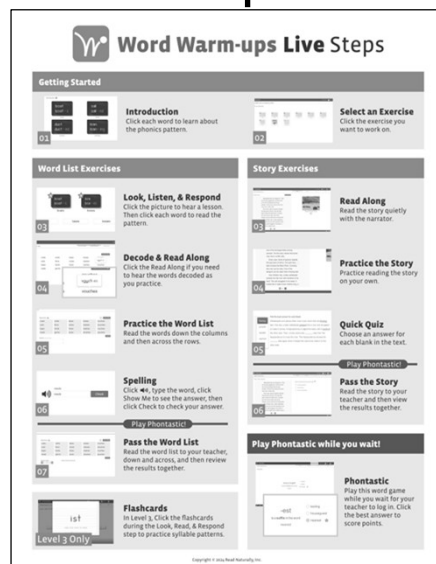 Word Warm-ups Live Steps
Getting Started
01
Introduction
Click each word to learn about
the phonics pattern.
02
Select an Exercise
Click the exercise you
want to work on.
Word List Exercises
03
Look, Listen, & Respond
Click the picture to hear a lesson.
Then click each word to read the
pattern.
04
Decode & Read Along
Click the Read Along if you need
to hear the words decoded as
you practice.
05
Practice the Word List
Read the words down the columns
and then across the rows.
06
Spelling
Click 🔊, type the word, click
Show Me to see the answer, then
click Check to check your answer.
Play Phontastic!
07
Pass the Word List
Read the word list to your teacher,
down and across, and then review
the results together.
ist
Level 3 Only
Flashcards
In Level 3, Click the flashcards
during the Look, Read, & Respond
step to practice syllable patterns.
Story Exercises
03
Read Along
Read the story quietly
with the narrator.
04
Practice the Story
Practice reading the story
on your own.
05
Quick Quiz
Choose an answer for
each blank in the text.
Play Phontastic!
06
Pass the Story
Read the story to your
teacher and then view
the results together.
Play Phontastic while you wait!
-est
Phontastic
Play this word game
while you wait for your
teacher to log in. Click
the best answer to
score points.
Copyright © 2024 Read Naturally, Inc.